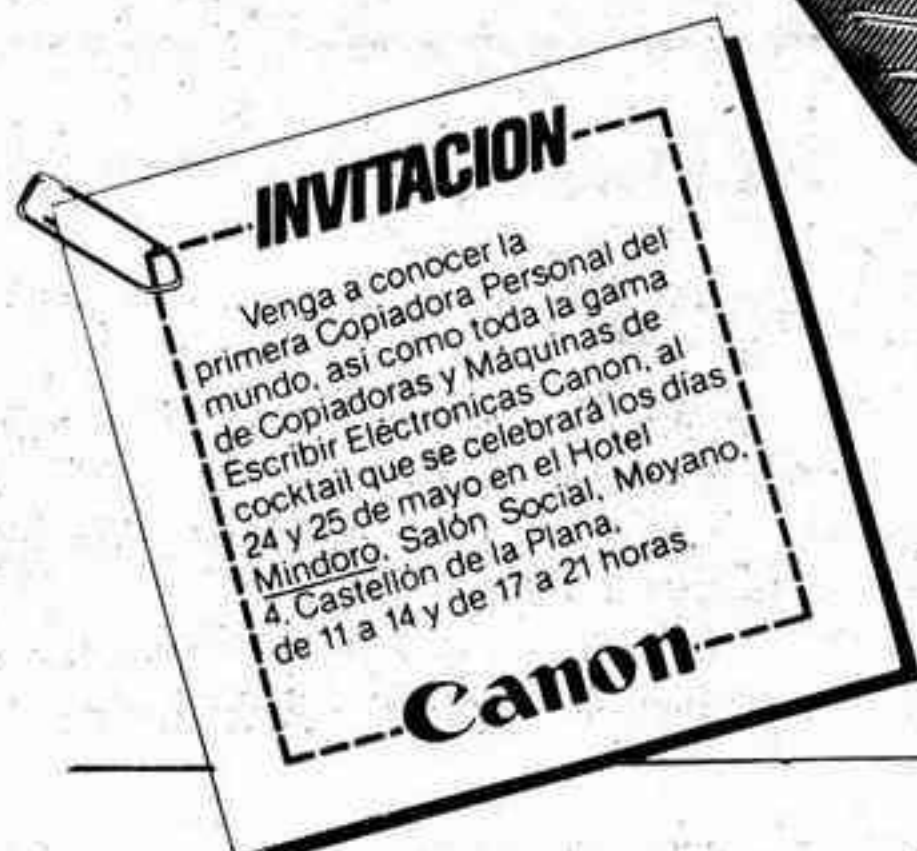 INVITACION
Venga a conocer la
primera Copiadora Personal del
mundo, así como toda la gama
de Copiadoras y Máquinas de
Escribir Eléctronicas Canon, al
cocktail que se celebrará los días
24 y 25 de mayo en el Hotel
Mindoro. Salón Social, Moyano,
4. Castellón de la Plana,
de 11 a 14 y de 17 a 21 horas.
Canon